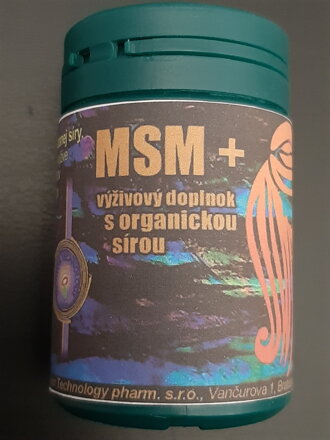 MSM +
výživový doplnok
s organickou
sírou
Technology pharm. s.r.o., Vančurova 1,